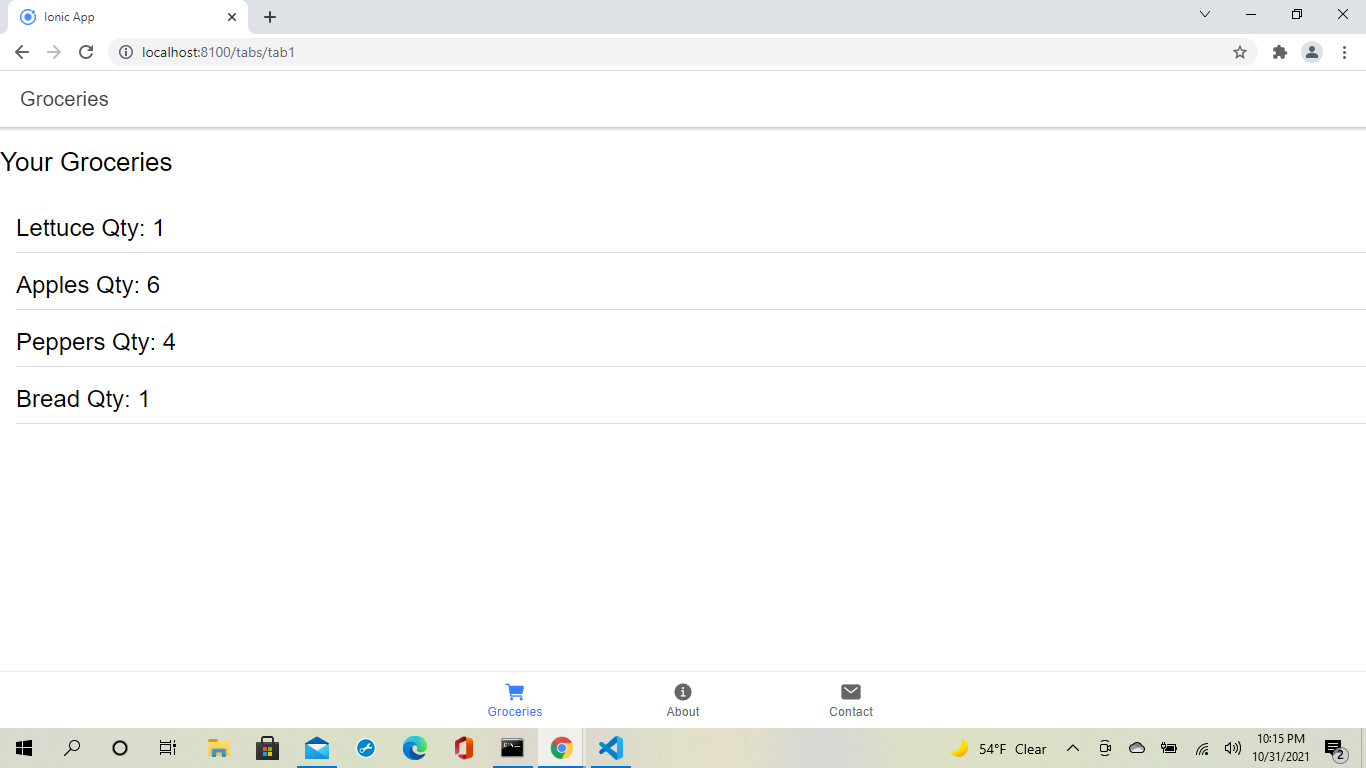 Ionic App
localhost:8100/tabs/tab1
Groceries
Your Groceries
Lettuce Qty: 1
Apples Qty: 6
Peppers Qty: 4
Bread Qty: 1
Groceries
About
Contact
54°F Clear
10:15 PM
10/31/2021
2